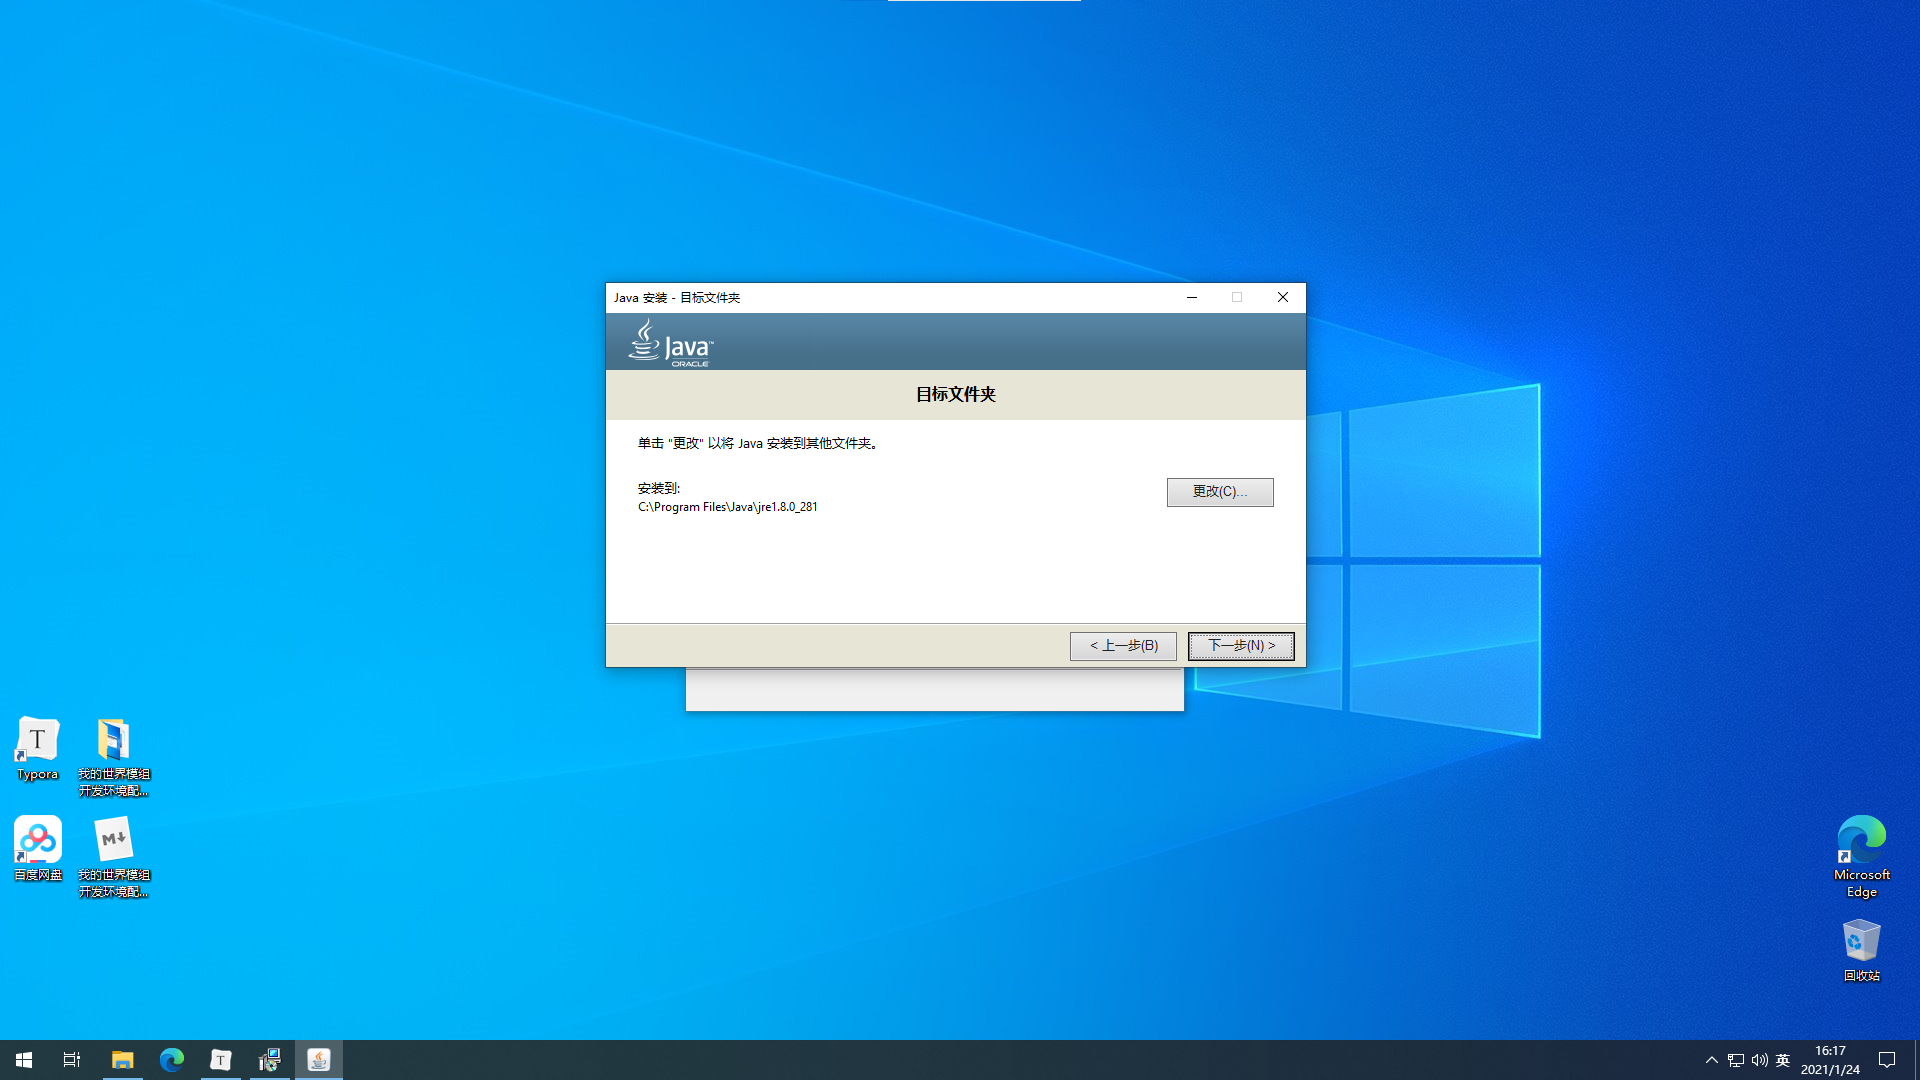 Java 安装 - 目标文件夹
Java™
ORACLE
目标文件夹
单击 "更改" 以将 Java 安装到其他文件夹。
安装到:
C:\Program Files\Java\jre1.8.0_281
更改(C)...
< 上一步(B)
下一步(N) >
T
Typora
我的世界模组
开发环境配...
百度网盘
M
我的世界模组
开发环境配...
Microsoft
Edge
回收站
T
英
16:17
2021/1/24